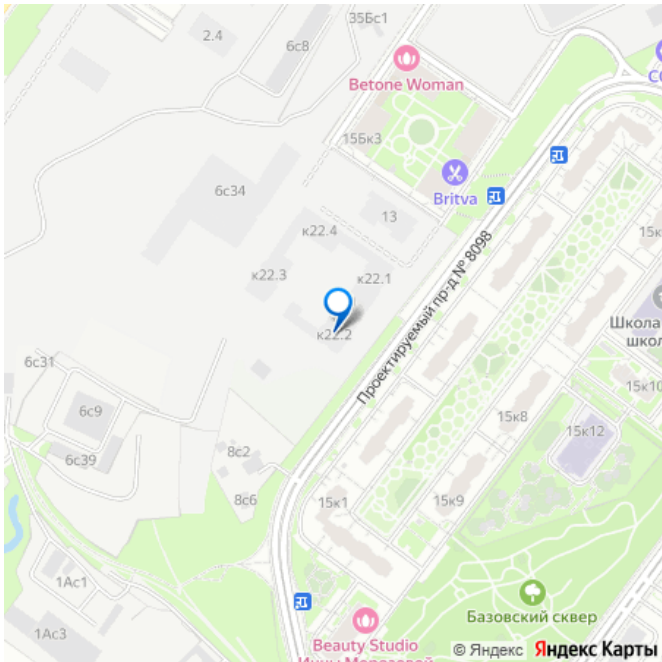 35Бс1
2.4
6с8
Betone Woman
15Бк3
6с34
Britva
13
к22.4
к22.3
к22.1
к22.2
Проектируемый пр-д № 8098
Школа
школ
6с31
15к10
6с9
15к8
15к12
6с39
8с2
8с6
15к1
15к9
1Ас1
Базовский сквер
1Ас3
Beauty Studio
© Яндекс Яндекс Карты